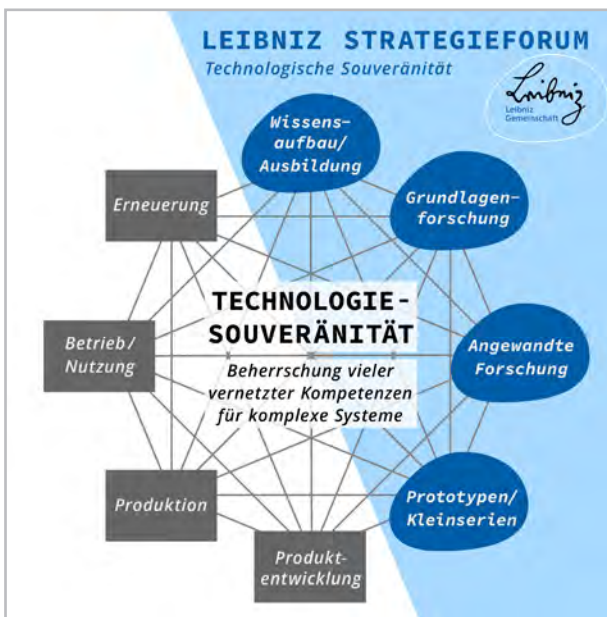 LEIBNIZ STRATEGIEFORUM
Technologische Souveränität
Leibniz
Leibniz
Gemeinschaft
Wissens-
aufbau/
Ausbildung
Erneuerung
Grundlagen-
forschung
TECHNOLOGIE-
SOUVERÄNITÄT
Beherrschung vieler
vernetzter Kompetenzen
für komplexe Systeme
Betrieb/
Nutzung
Angewandte
Forschung
Produktion
Prototypen/
Kleinserien
Produkt-
entwicklung